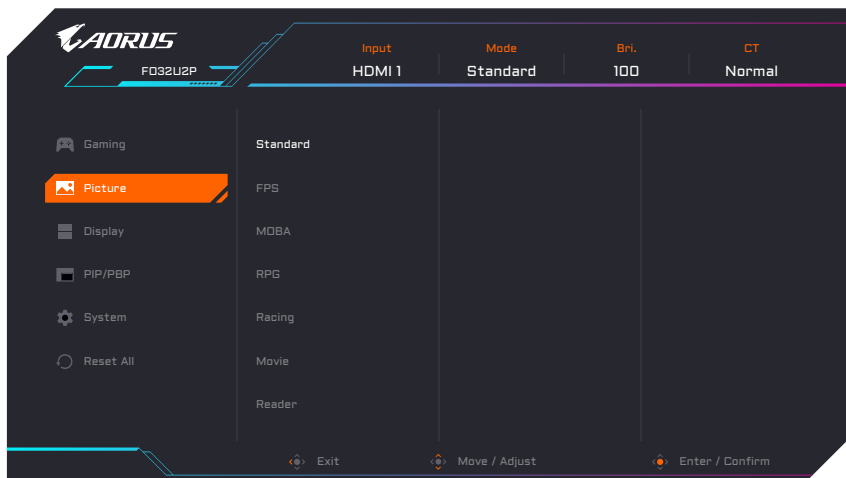 AORUS
FO32U2P
Input Mode Bri. CT
HDMI 1 Standard 100 Normal
Gaming Standard
Picture FPS
Display MOBA
PIP/PBP RPG
System Racing
Reset All Movie
Reader
Exit Move / Adjust Enter / Confirm